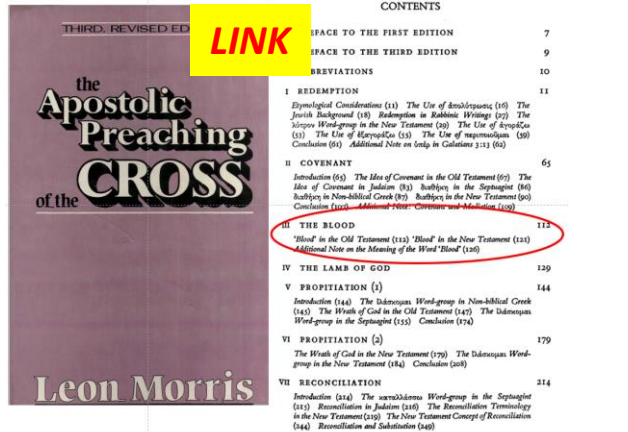 THIRD, REVISED ED
the
Apostolic
Preaching
of the CROSS
Leon Morris
LINK
CONTENTS
EFACE TO THE FIRST EDITION 7
EFACE TO THE THIRD EDITION 9
BREVIATIONS 10
I REDEMPTION 11
Etymological Considerations (11) The Use of ἀπολύτρωσις (16) The
Jewish Background (18) Redemption in Rabbinic Writings (27) The
λύτρον Word-group in the New Testament (29) The Use of ἀγοράζω
(53) The Use of ἐξαγοράζω (55) The Use of περιποιοῦμαι (59)
Conclusion (61) Additional Note on ὑπέρ in Galatians 3:13 (62)
II COVENANT 65
Introduction (65) The Idea of Covenant in the Old Testament (67) The
Idea of Covenant in Judaism (83) διαθήκη in the Septuagint (86)
διαθήκη in Non-biblical Greek (87) διαθήκη in the New Testament (90)
Conclusion (107) Additional Note: Covenant and Mediation (109)
III THE BLOOD 112
'Blood' in the Old Testament (112) 'Blood' in the New Testament (121)
Additional Note on the Meaning of the Word 'Blood' (126)
IV THE LAMB OF GOD 129
V PROPITIATION (1) 144
Introduction (144) The ἱλάσκομαι Word-group in Non-biblical Greek
(145) The Wrath of God in the Old Testament (147) The ἱλάσκομαι
Word-group in the Septuagint (155) Conclusion (174)
VI PROPITIATION (2) 179
The Wrath of God in the New Testament (179) The ἱλάσκομαι Word-
group in the New Testament (184) Conclusion (208)
VII RECONCILIATION 214
Introduction (214) The καταλλάσσω Word-group in the Septuagint
(215) Reconciliation in Judaism (216) The Reconciliation Terminology
in the New Testament (219) The New Testament Concept of Reconciliation
(244) Reconciliation and Substitution (249)